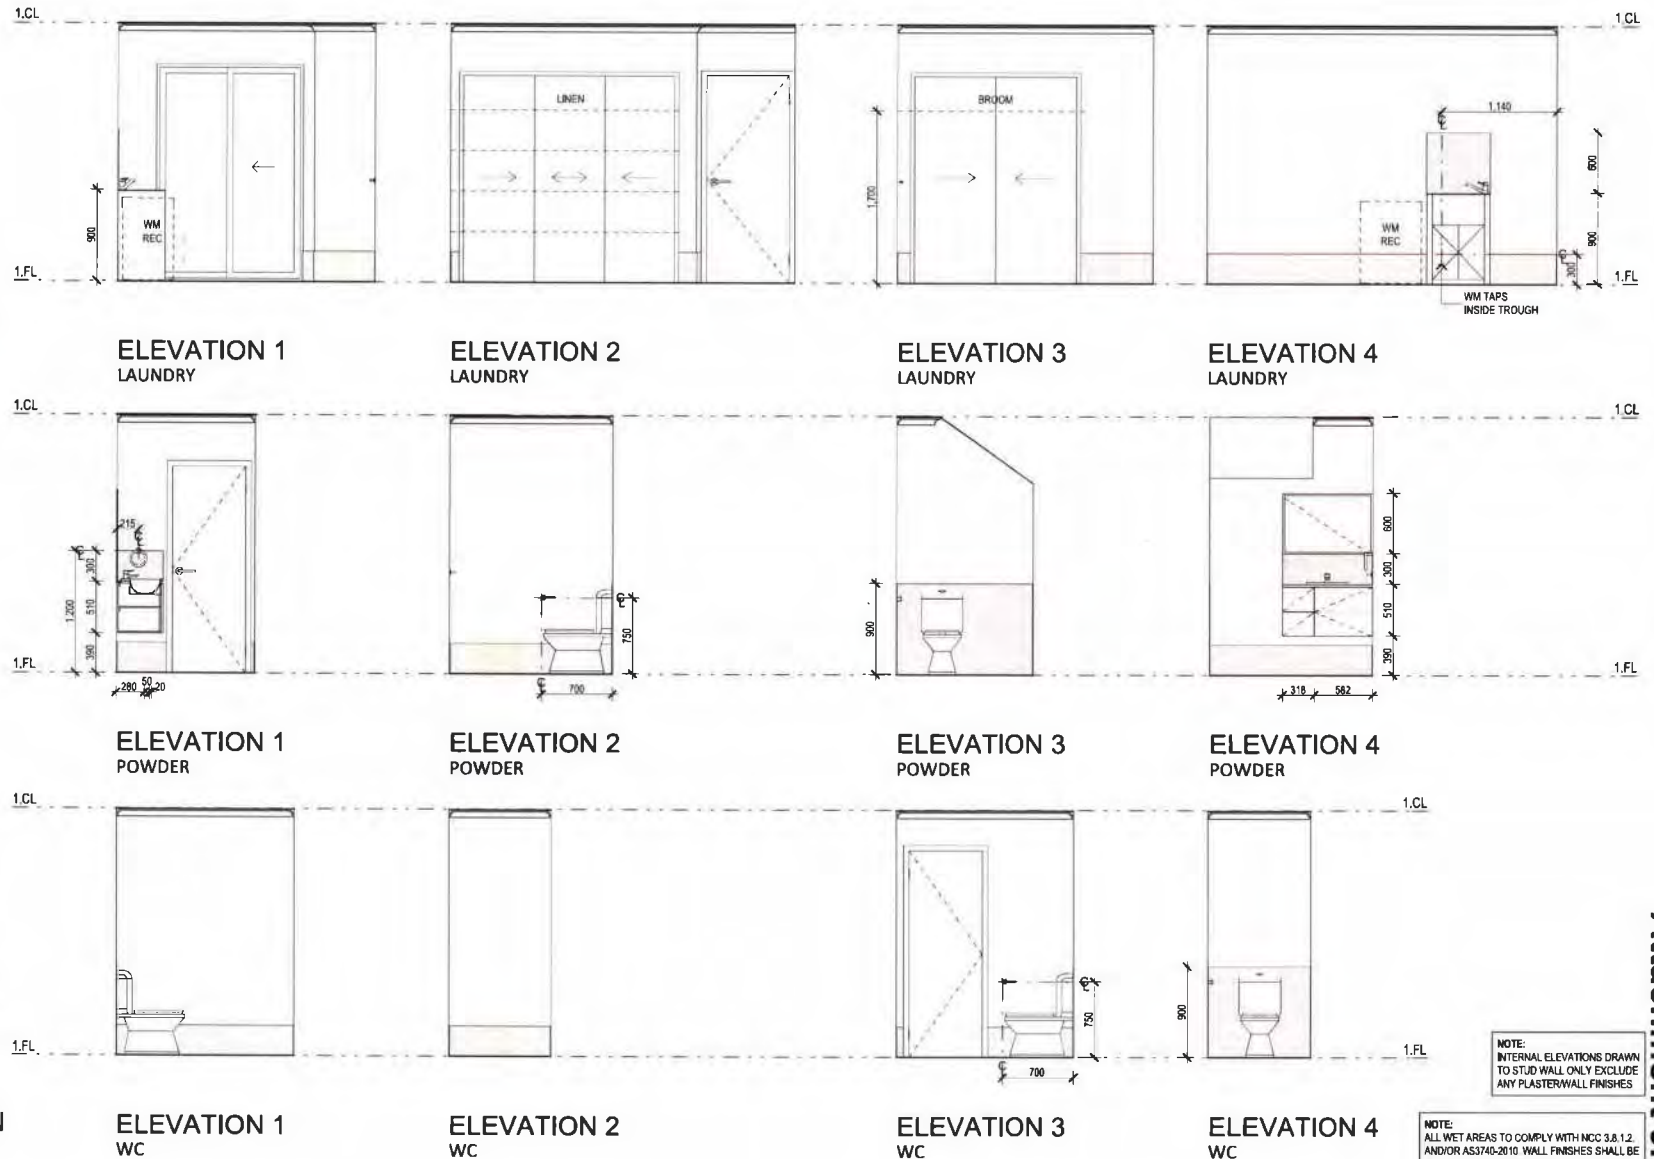 1.CL
1.CL
LINEN
BROOM
1,140
600
1,700
WM
REC
900
WM
REC
900
300
1.FL
1.FL
WM TAPS
INSIDE TROUGH
ELEVATION 1
LAUNDRY
ELEVATION 2
LAUNDRY
ELEVATION 3
LAUNDRY
ELEVATION 4
LAUNDRY
1.CL
1.CL
215
600
300
300
1,200
510
510
750
900
390
390
1.FL
1.FL
280
50
20
700
318
582
ELEVATION 1
POWDER
ELEVATION 2
POWDER
ELEVATION 3
POWDER
ELEVATION 4
POWDER
1.CL
1.CL
750
900
1.FL
1.FL
700
NOTE:
INTERNAL ELEVATIONS DRAWN
TO STUD WALL ONLY EXCLUDE
ANY PLASTER/WALL FINISHES
ELEVATION 1
WC
ELEVATION 2
WC
ELEVATION 3
WC
ELEVATION 4
WC
NOTE:
ALL WET AREAS TO COMPLY WITH NCC 3.8.1.2.
AND/OR AS3740-2010. WALL FINISHES SHALL BE